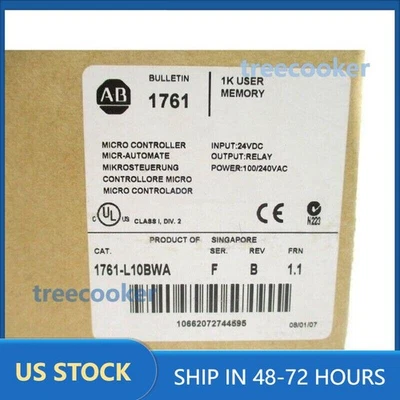 treecooker
AB
BULLETIN
1761
1K USER
MEMORY
MICRO CONTROLLER
MICR-AUTOMATE
MIKROSTEUERUNG
CONTROLLORE MICRO
MICRO CONTROLADOR
INPUT:24VDC
OUTPUT:RELAY
POWER:100/240VAC
C UL US CLASS I, DIV. 2
CE
N223
PRODUCT OF SINGAPORE
CAT. SER. REV FRN
1761-L10BWA F B 1.1
treecooker
10662072744595
08/01/07
US STOCK
SHIP IN 48-72 HOURS